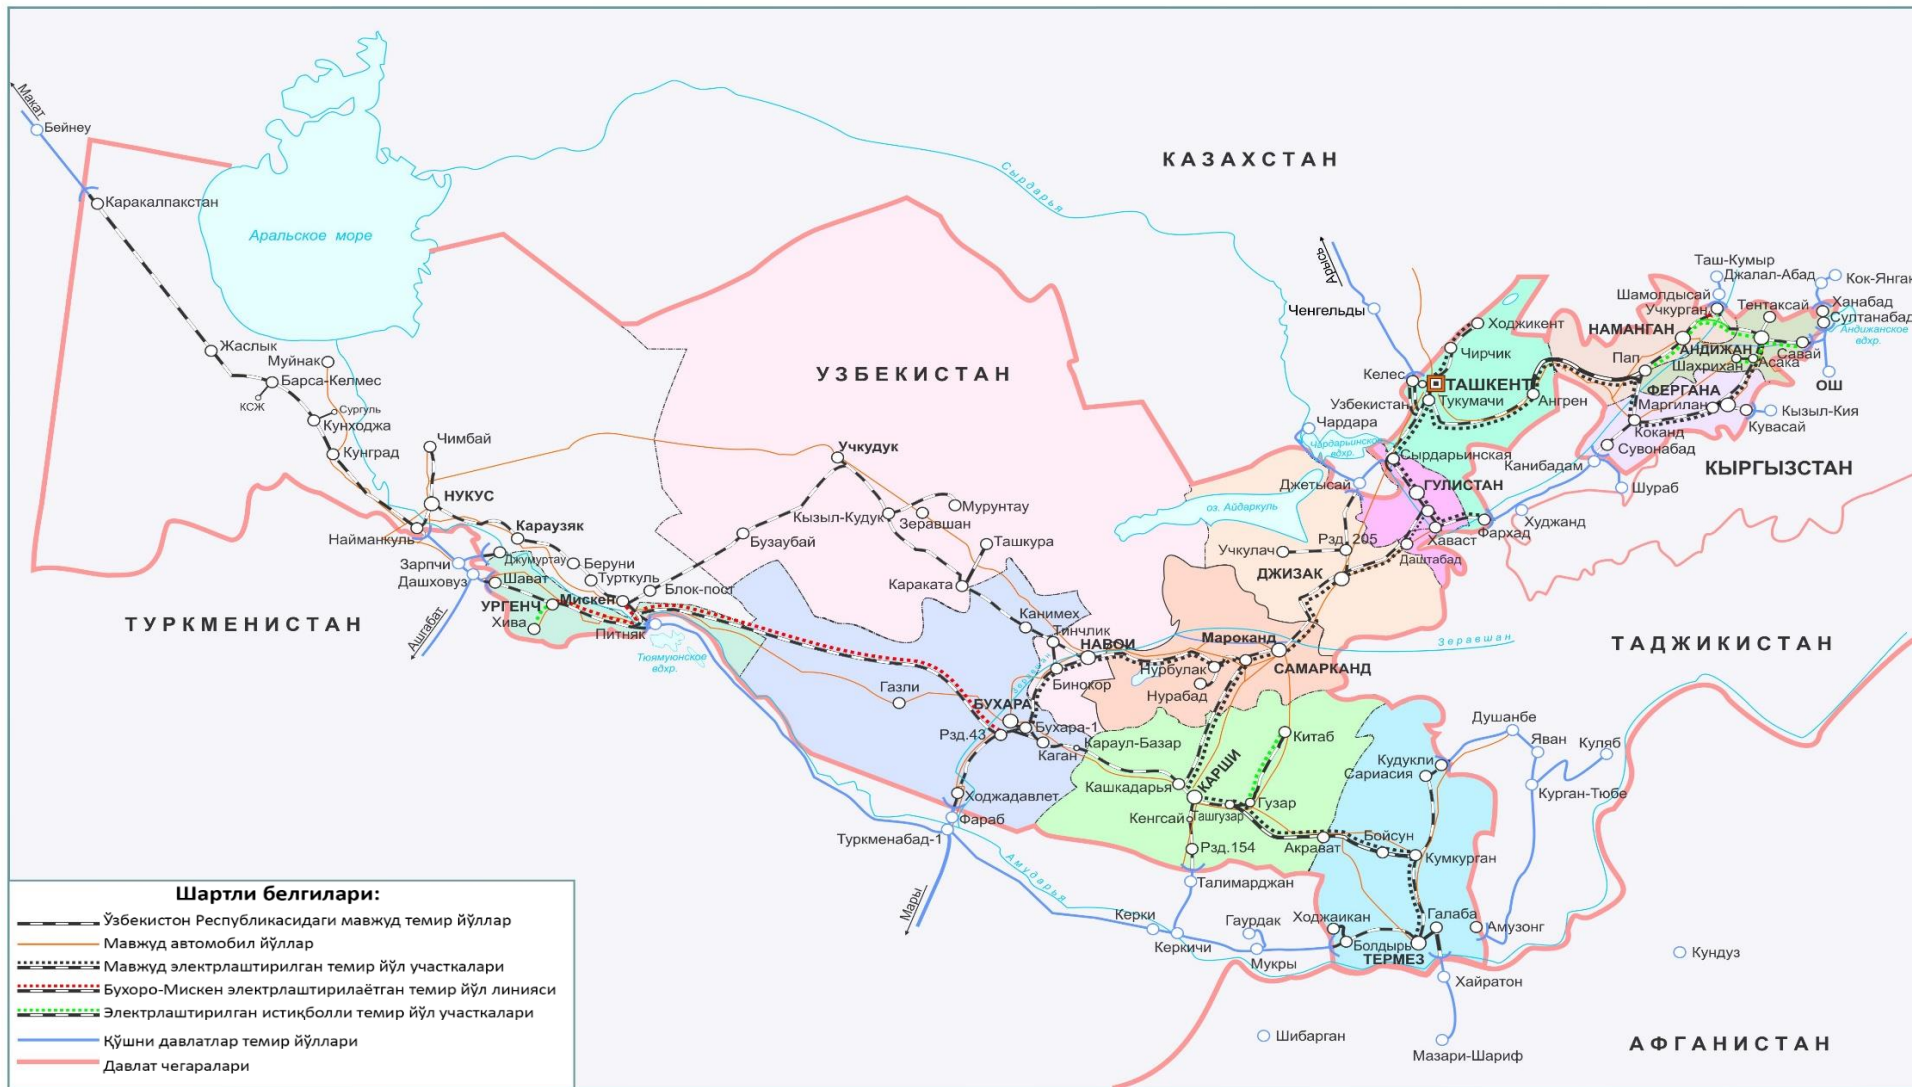 Макат
Бейнеу
Каракалпакстан
Аральское море
Сырдарья
КАЗАХСТАН
Арысь
Ченгельды
Таш-Кумыр
Джалал-Абад
Кок-Янгак
Шамолдысай
Учкурган
Тентаксай
Ханабад
Султанабад
Андижанское
вдхр.
НАМАНГАН
АНДИЖАН
Савай
Пап
Шахрихан
Асака
ОШ
ФЕРГАНА
Маргилан
Кызыл-Кия
Кувасай
Коканд
Сувонабад
Канибадам
КЫРГЫЗСТАН
Шураб
Худжанд
Ходжикент
Чирчик
Келес
ТАШКЕНТ
Узбекистан
Тукумачи
Ангрен
Чардара
Чардарьинское
вдхр.
Сырдарьинская
Джетысай
ГУЛИСТАН
Хаваст
Фархад
Даштабад
оз. Айдаркуль
Рзд. 205
Учкулач
ДЖИЗАК
Жаслык
Муйнак
Барса-Келмес
КСЖ
Сургуль
Кунходжа
Кунград
Чимбай
НУКУС
Найманкуль
Караузяк
УЗБЕКИСТАН
Учкудук
Кызыл-Кудук
Мурунтау
Зеравшан
Бузаубай
Ташкура
Караката
Зарпчи
Дашховуз
Джумуртау
Беруни
Шават
Турткуль
Блок-пост
УРГЕНЧ
Мискен
Хива
Питняк
Тюямуюнское
вдхр.
Ашгабат
ТУРКМЕНИСТАН
Канимех
Тинчлик
НАВОИ
Зеравшан
Бинокор
Мароканд
Зеравшан
Нурбулак
САМАРКАНД
Нурабад
ТАДЖИКИСТАН
Газли
БУХАРА
Бухара-1
Рзд.43
Каган
Караул-Базар
Китаб
КАРШИ
Кашкадарья
Ходжадавлет
Фараб
Туркменабад-1
Кенгсай
Ташгузар
Гузар
Рзд.154
Акрават
Бойсун
Кумкурган
Душанбе
Яван
Куляб
Кудукли
Сариасия
Курган-Тюбе
Талимарджан
Амударья
Мары
Керки
Керкичи
Гаурдак
Мукры
Ходжаикан
Болдырь
ТЕРМЕЗ
Галаба
Амузонг
Хайратон
Кундуз
Шибарган
Мазари-Шариф
АФГАНИСТАН
Шартли белгилари:
Ўзбекистон Республикасидаги мавжуд темир йўллар
Мавжуд автомобил йўллар
Мавжуд электрлаштирилган темир йўл участкалари
Бухоро-Мискен электрлаштирилаётган темир йўл линияси
Электрлаштирилган истиқболли темир йўл участкалари
Қўшни давлатлар темир йўллари
Давлат чегаралари